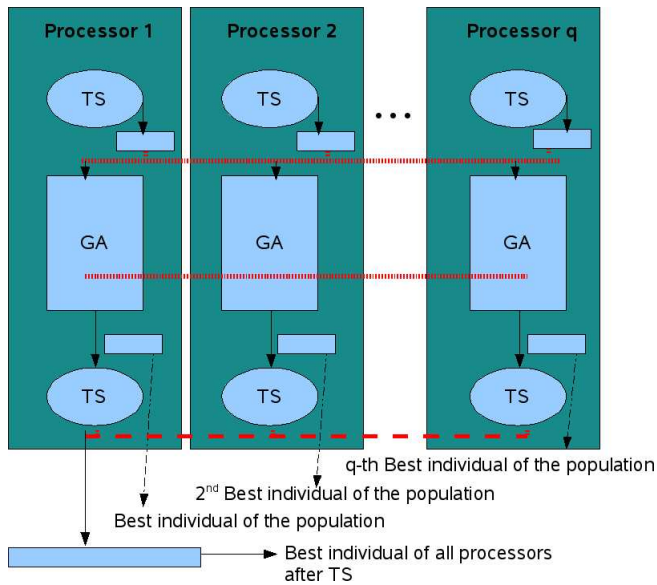 Processor 1 Processor 2 Processor q
TS TS TS
• • •
GA GA GA
TS TS TS
q-th Best individual of the population
2nd Best individual of the population
Best individual of the population
Best individual of all processors
after TS